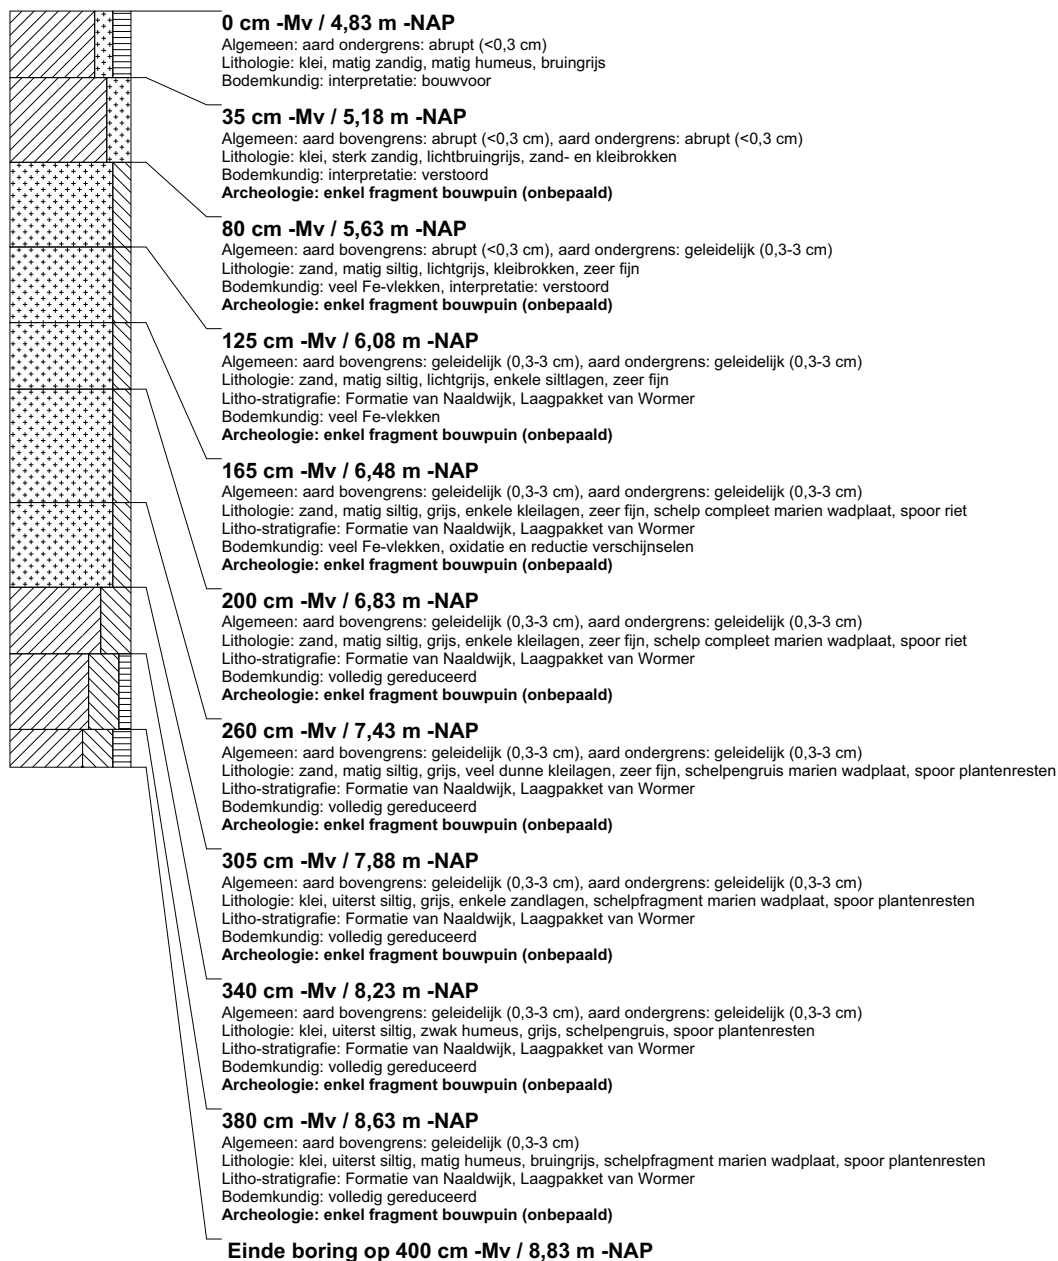 0 cm -Mv / 4,83 m -NAP
Algemeen: aard ondergrens: abrupt (<0,3 cm)
Lithologie: klei, matig zandig, matig humeus, bruingrijs
Bodemkundig: interpretatie: bouwvoor
35 cm -Mv / 5,18 m -NAP
Algemeen: aard bovengrens: abrupt (<0,3 cm), aard ondergrens: abrupt (<0,3 cm)
Lithologie: klei, sterk zandig, lichtbruingrijs, zand- en kleibrokken
Bodemkundig: interpretatie: verstoord
Archeologie: enkel fragment bouwpuin (onbepaald)
80 cm -Mv / 5,63 m -NAP
Algemeen: aard bovengrens: abrupt (<0,3 cm), aard ondergrens: geleidelijk (0,3-3 cm)
Lithologie: zand, matig siltig, lichtgrijs, kleibrokken, zeer fijn
Bodemkundig: veel Fe-vlekken, interpretatie: verstoord
Archeologie: enkel fragment bouwpuin (onbepaald)
125 cm -Mv / 6,08 m -NAP
Algemeen: aard bovengrens: geleidelijk (0,3-3 cm), aard ondergrens: geleidelijk (0,3-3 cm)
Lithologie: zand, matig siltig, lichtgrijs, enkele siltlagen, zeer fijn
Litho-stratigrafie: Formatie van Naaldwijk, Laagpakket van Wormer
Bodemkundig: veel Fe-vlekken
Archeologie: enkel fragment bouwpuin (onbepaald)
165 cm -Mv / 6,48 m -NAP
Algemeen: aard bovengrens: geleidelijk (0,3-3 cm), aard ondergrens: geleidelijk (0,3-3 cm)
Lithologie: zand, matig siltig, grijs, enkele kleilagen, zeer fijn, schelp compleet marien wadplaat, spoor riet
Litho-stratigrafie: Formatie van Naaldwijk, Laagpakket van Wormer
Bodemkundig: veel Fe-vlekken, oxidatie en reductie verschijnselen
Archeologie: enkel fragment bouwpuin (onbepaald)
200 cm -Mv / 6,83 m -NAP
Algemeen: aard bovengrens: geleidelijk (0,3-3 cm), aard ondergrens: geleidelijk (0,3-3 cm)
Lithologie: zand, matig siltig, grijs, enkele kleilagen, zeer fijn, schelp compleet marien wadplaat, spoor riet
Litho-stratigrafie: Formatie van Naaldwijk, Laagpakket van Wormer
Bodemkundig: volledig gereduceerd
Archeologie: enkel fragment bouwpuin (onbepaald)
260 cm -Mv / 7,43 m -NAP
Algemeen: aard bovengrens: geleidelijk (0,3-3 cm), aard ondergrens: geleidelijk (0,3-3 cm)
Lithologie: zand, matig siltig, grijs, veel dunne kleilagen, zeer fijn, schelpengruis marien wadplaat, spoor plantenresten
Litho-stratigrafie: Formatie van Naaldwijk, Laagpakket van Wormer
Bodemkundig: volledig gereduceerd
Archeologie: enkel fragment bouwpuin (onbepaald)
305 cm -Mv / 7,88 m -NAP
Algemeen: aard bovengrens: geleidelijk (0,3-3 cm), aard ondergrens: geleidelijk (0,3-3 cm)
Lithologie: klei, uiterst siltig, grijs, enkele zandlagen, schelpfragment marien wadplaat, spoor plantenresten
Litho-stratigrafie: Formatie van Naaldwijk, Laagpakket van Wormer
Bodemkundig: volledig gereduceerd
Archeologie: enkel fragment bouwpuin (onbepaald)
340 cm -Mv / 8,23 m -NAP
Algemeen: aard bovengrens: geleidelijk (0,3-3 cm), aard ondergrens: geleidelijk (0,3-3 cm)
Lithologie: klei, uiterst siltig, zwak humeus, grijs, schelpengruis, spoor plantenresten
Litho-stratigrafie: Formatie van Naaldwijk, Laagpakket van Wormer
Bodemkundig: volledig gereduceerd
Archeologie: enkel fragment bouwpuin (onbepaald)
380 cm -Mv / 8,63 m -NAP
Algemeen: aard bovengrens: geleidelijk (0,3-3 cm)
Lithologie: klei, uiterst siltig, matig humeus, bruingrijs, schelpfragment marien wadplaat, spoor plantenresten
Litho-stratigrafie: Formatie van Naaldwijk, Laagpakket van Wormer
Bodemkundig: volledig gereduceerd
Archeologie: enkel fragment bouwpuin (onbepaald)
Einde boring op 400 cm -Mv / 8,83 m -NAP